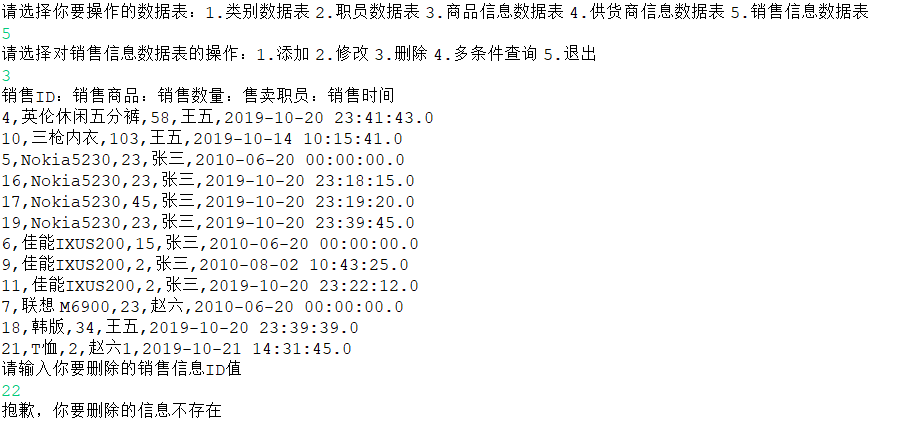 请选择你要操作的数据表：1.类别数据表 2.职员数据表 3.商品信息数据表 4.供货商信息数据表 5.销售信息数据表
5
请选择对销售信息数据表的操作：1.添加 2.修改 3.删除 4.多条件查询 5.退出
3
销售ID：销售商品：销售数量：售卖职员：销售时间
4,英伦休闲五分裤,58,王五,2019-10-20 23:41:43.0
10,三枪内衣,103,王五,2019-10-14 10:15:41.0
5,Nokia5230,23,张三,2010-06-20 00:00:00.0
16,Nokia5230,23,张三,2019-10-20 23:18:15.0
17,Nokia5230,45,张三,2019-10-20 23:19:20.0
19,Nokia5230,23,张三,2019-10-20 23:39:45.0
6,佳能IXUS200,15,张三,2010-06-20 00:00:00.0
9,佳能IXUS200,2,张三,2010-08-02 10:43:25.0
11,佳能IXUS200,2,张三,2019-10-20 23:22:12.0
7,联想M6900,23,赵六,2010-06-20 00:00:00.0
18,韩版,34,王五,2019-10-20 23:39:39.0
21,T恤,2,赵六1,2019-10-21 14:31:45.0
请输入你要删除的销售信息ID值
22
抱歉，你要删除的信息不存在